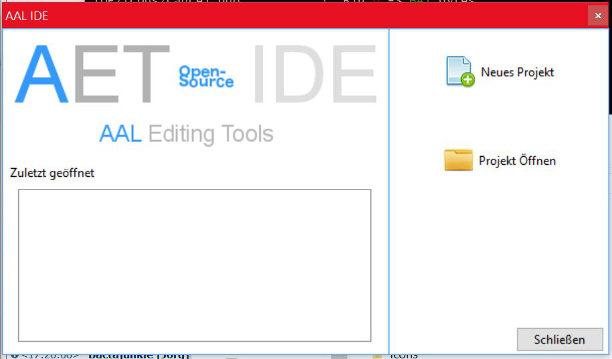 AAL IDE
AET Open-Source IDE
AAL Editing Tools
Neues Projekt
Projekt Öffnen
Zuletzt geöffnet
Schließen